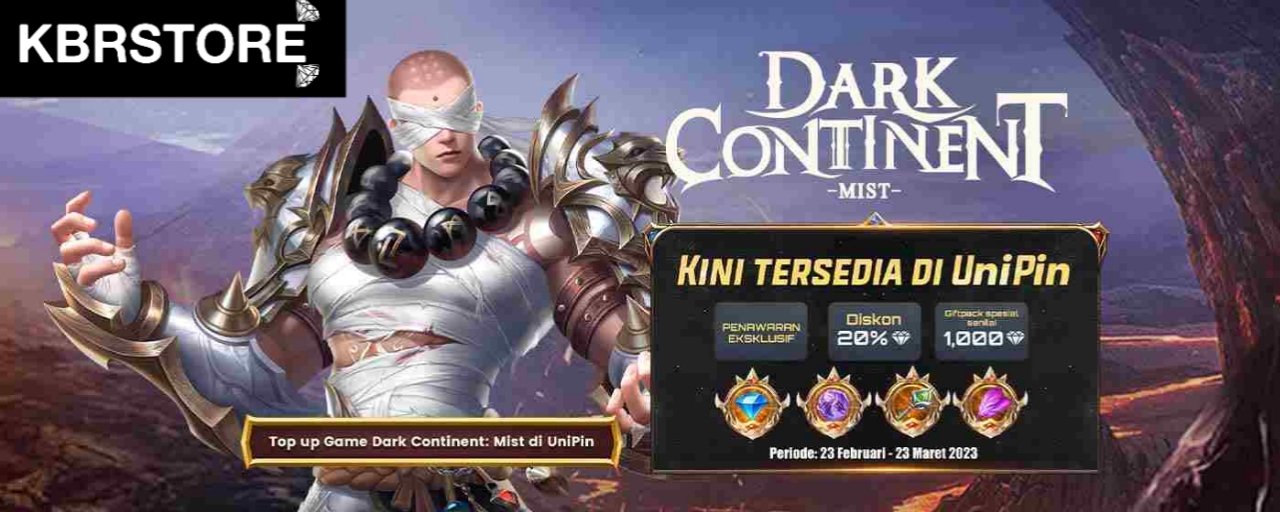 KBRSTORE
DARK
CONTINENT
-MIST-
KINI TERSEDIA DI UniPin
PENAWARAN
EKSKLUSIF
Diskon
20%
Giftpack spesial
senilai
1,000
Top up Game Dark Continent: Mist di UniPin
Periode: 23 Februari - 23 Maret 2023